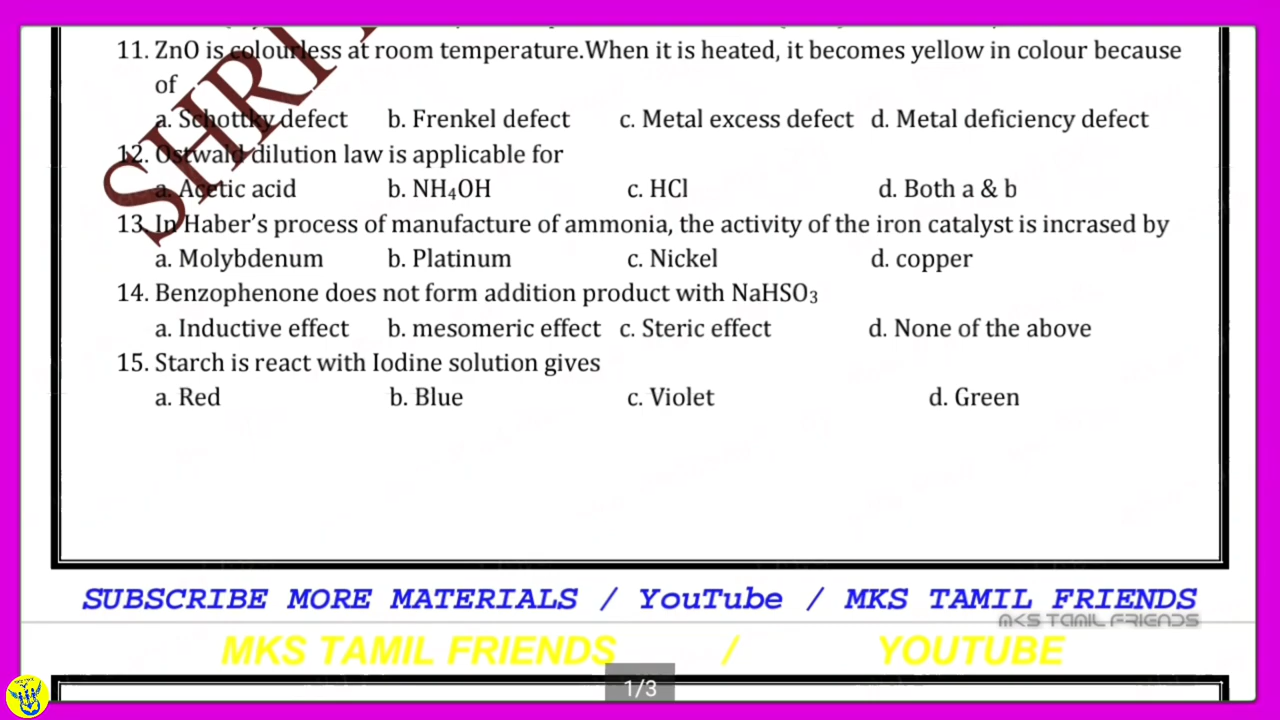 11. ZnO is colourless at room temperature.When it is heated, it becomes yellow in colour because
of
a. Schottky defect b. Frenkel defect c. Metal excess defect d. Metal deficiency defect
12. Ostwald dilution law is applicable for
a. Acetic acid b. NH₄OH c. HCl d. Both a & b
13. In Haber's process of manufacture of ammonia, the activity of the iron catalyst is incrased by
a. Molybdenum b. Platinum c. Nickel d. copper
14. Benzophenone does not form addition product with NaHSO₃
a. Inductive effect b. mesomeric effect c. Steric effect d. None of the above
15. Starch is react with Iodine solution gives
a. Red b. Blue c. Violet d. Green
SHRI
SUBSCRIBE MORE MATERIALS / YouTube / MKS TAMIL FRIENDS
MKS TAMIL FRIENDS
MKS TAMIL FRIENDS / YOUTUBE
1/3